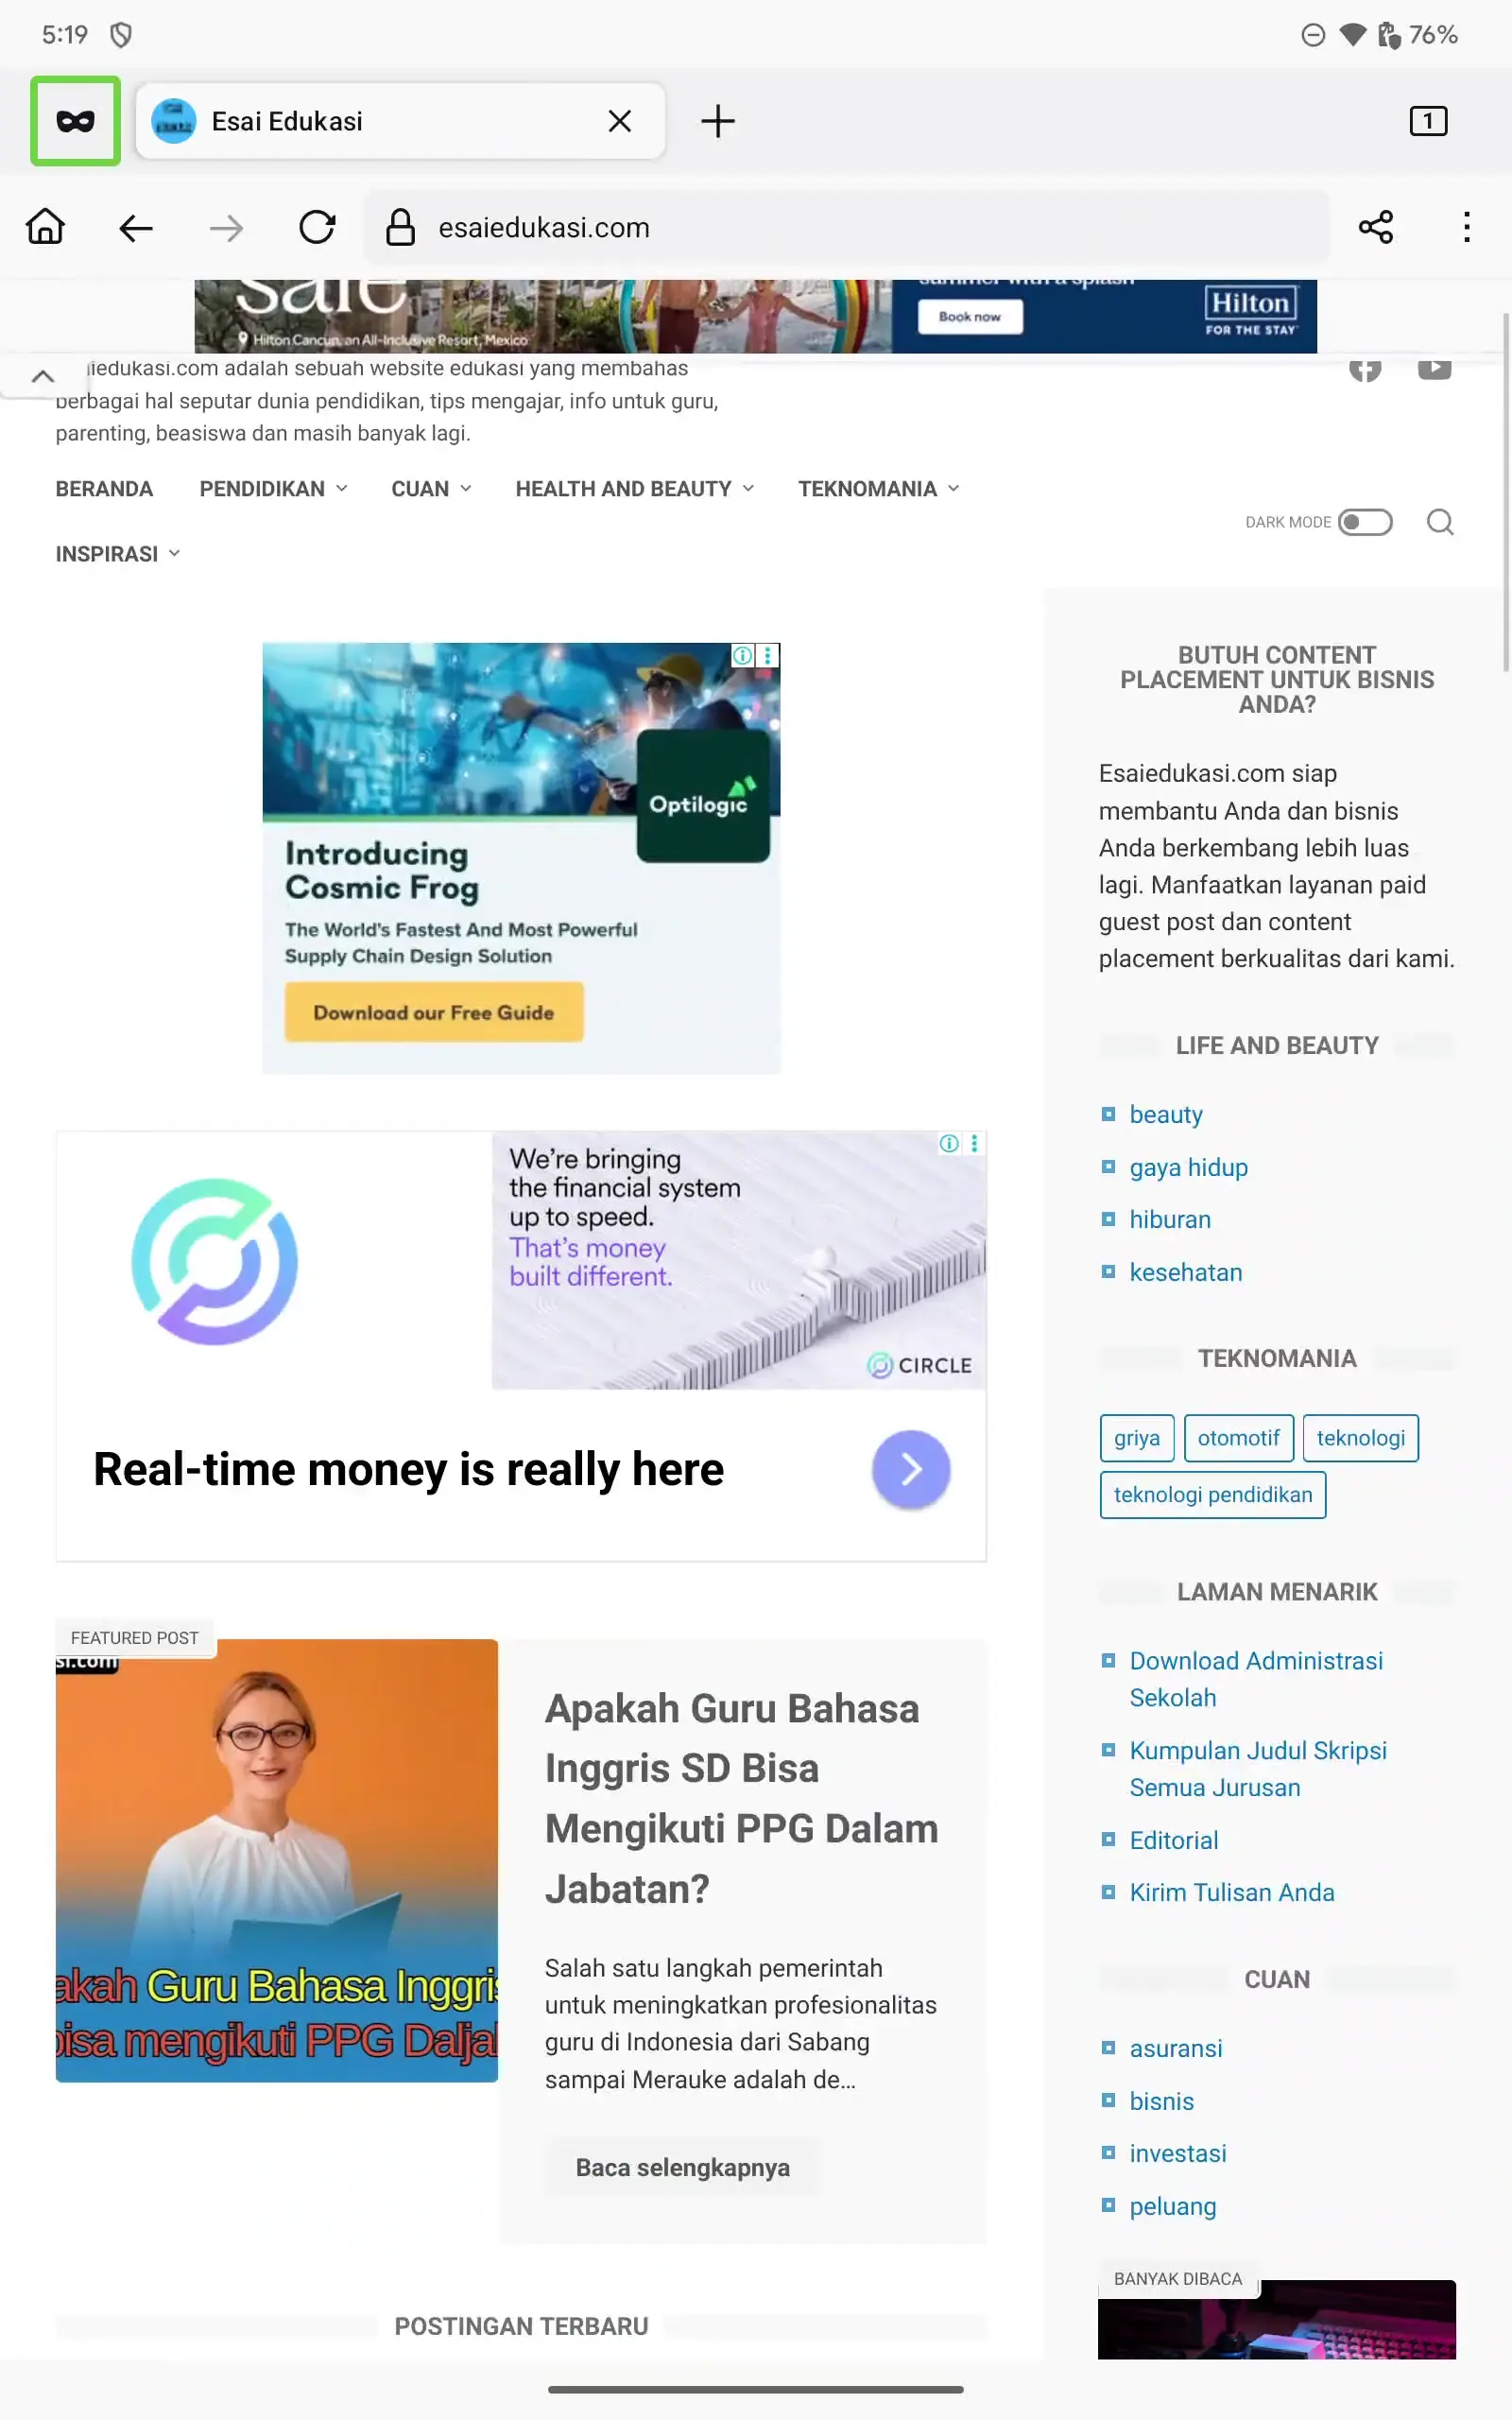 5:19
76%
Esai Edukasi
1
esaiedukasi.com
sale
Hilton Cancun, an All-Inclusive Resort, Mexico
summer with a splash
Book now
Hilton
FOR THE STAY
iedukasi.com adalah sebuah website edukasi yang membahas
berbagai hal seputar dunia pendidikan, tips mengajar, info untuk guru,
parenting, beasiswa dan masih banyak lagi.
BERANDA
PENDIDIKAN
CUAN
HEALTH AND BEAUTY
TEKNOMANIA
INSPIRASI
DARK MODE
Optilogic
Introducing
Cosmic Frog
The World's Fastest And Most Powerful
Supply Chain Design Solution
Download our Free Guide
We're bringing
the financial system
up to speed.
That's money
built different.
CIRCLE
Real-time money is really here
FEATURED POST
si.com
akah Guru Bahasa Inggris
bisa mengikuti PPG Daljal
Apakah Guru Bahasa
Inggris SD Bisa
Mengikuti PPG Dalam
Jabatan?
Salah satu langkah pemerintah
untuk meningkatkan profesionalitas
guru di Indonesia dari Sabang
sampai Merauke adalah de...
Baca selengkapnya
POSTINGAN TERBARU
BUTUH CONTENT
PLACEMENT UNTUK BISNIS
ANDA?
Esaiedukasi.com siap
membantu Anda dan bisnis
Anda berkembang lebih luas
lagi. Manfaatkan layanan paid
guest post dan content
placement berkualitas dari kami.
LIFE AND BEAUTY
beauty
gaya hidup
hiburan
kesehatan
TEKNOMANIA
griya
otomotif
teknologi
teknologi pendidikan
LAMAN MENARIK
Download Administrasi
Sekolah
Kumpulan Judul Skripsi
Semua Jurusan
Editorial
Kirim Tulisan Anda
CUAN
asuransi
bisnis
investasi
peluang
BANYAK DIBACA